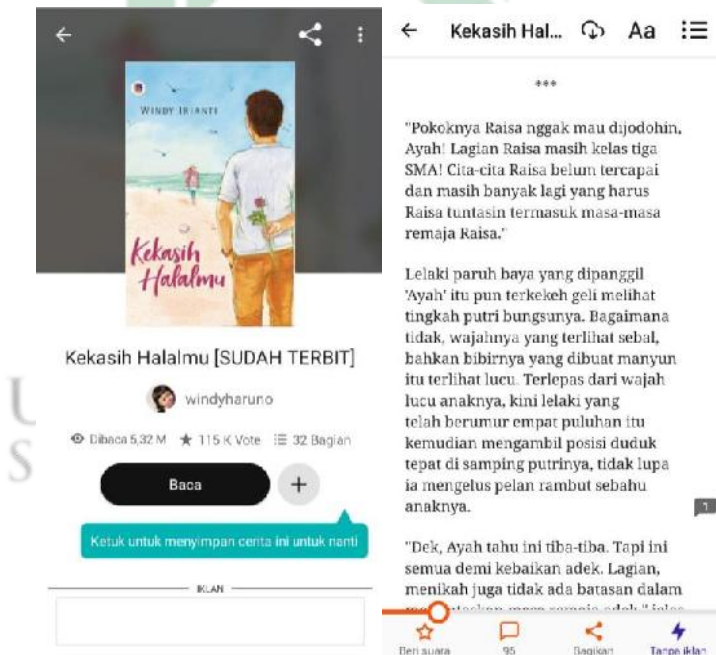 WINDY IRIANTI
Kekasih
Halalmu
Kekasih Halalmu [SUDAH TERBIT]
windyharuno
Dibaca 5,32 M ★ 115 K Vote 32 Bagian
Baca
+
Ketuk untuk menyimpan cerita ini untuk nanti
IKLAN
U
S
Kekasih Hal... Aa
***
"Pokoknya Raisa nggak mau dijodohin,
Ayah! Lagian Raisa masih kelas tiga
SMA! Cita-cita Raisa belum tercapai
dan masih banyak lagi yang harus
Raisa tuntasin termasuk masa-masa
remaja Raisa."
Lelaki paruh baya yang dipanggil
'Ayah' itu pun terkekeh geli melihat
tingkah putri bungsunya. Bagaimana
tidak, wajahnya yang terlihat sebal,
bahkan bibirnya yang dibuat manyun
itu terlihat lucu. Terlepas dari wajah
lucu anaknya, kini lelaki yang
telah berumur empat puluhan itu
kemudian mengambil posisi duduk
tepat di samping putrinya, tidak lupa
ia mengelus pelan rambut sebahu
anaknya.
1
"Dek, Ayah tahu ini tiba-tiba. Tapi ini
semua demi kebaikan adek. Lagian,
menikah juga tidak ada batasan dalam
Beri suara 95 Bagikan Tanpa iklan